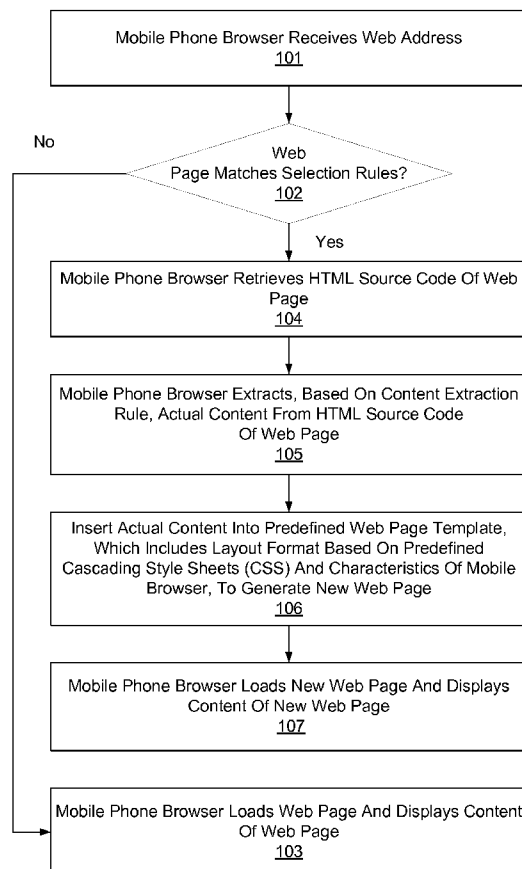 Mobile Phone Browser Receives Web Address
101
No
Web
Page Matches Selection Rules?
102
Yes
Mobile Phone Browser Retrieves HTML Source Code Of Web
Page
104
Mobile Phone Browser Extracts, Based On Content Extraction
Rule, Actual Content From HTML Source Code
Of Web Page
105
Insert Actual Content Into Predefined Web Page Template,
Which Includes Layout Format Based On Predefined
Cascading Style Sheets (CSS) And Characteristics Of Mobile
Browser, To Generate New Web Page
106
Mobile Phone Browser Loads New Web Page And Displays
Content Of New Web Page
107
Mobile Phone Browser Loads Web Page And Displays Content
Of Web Page
103